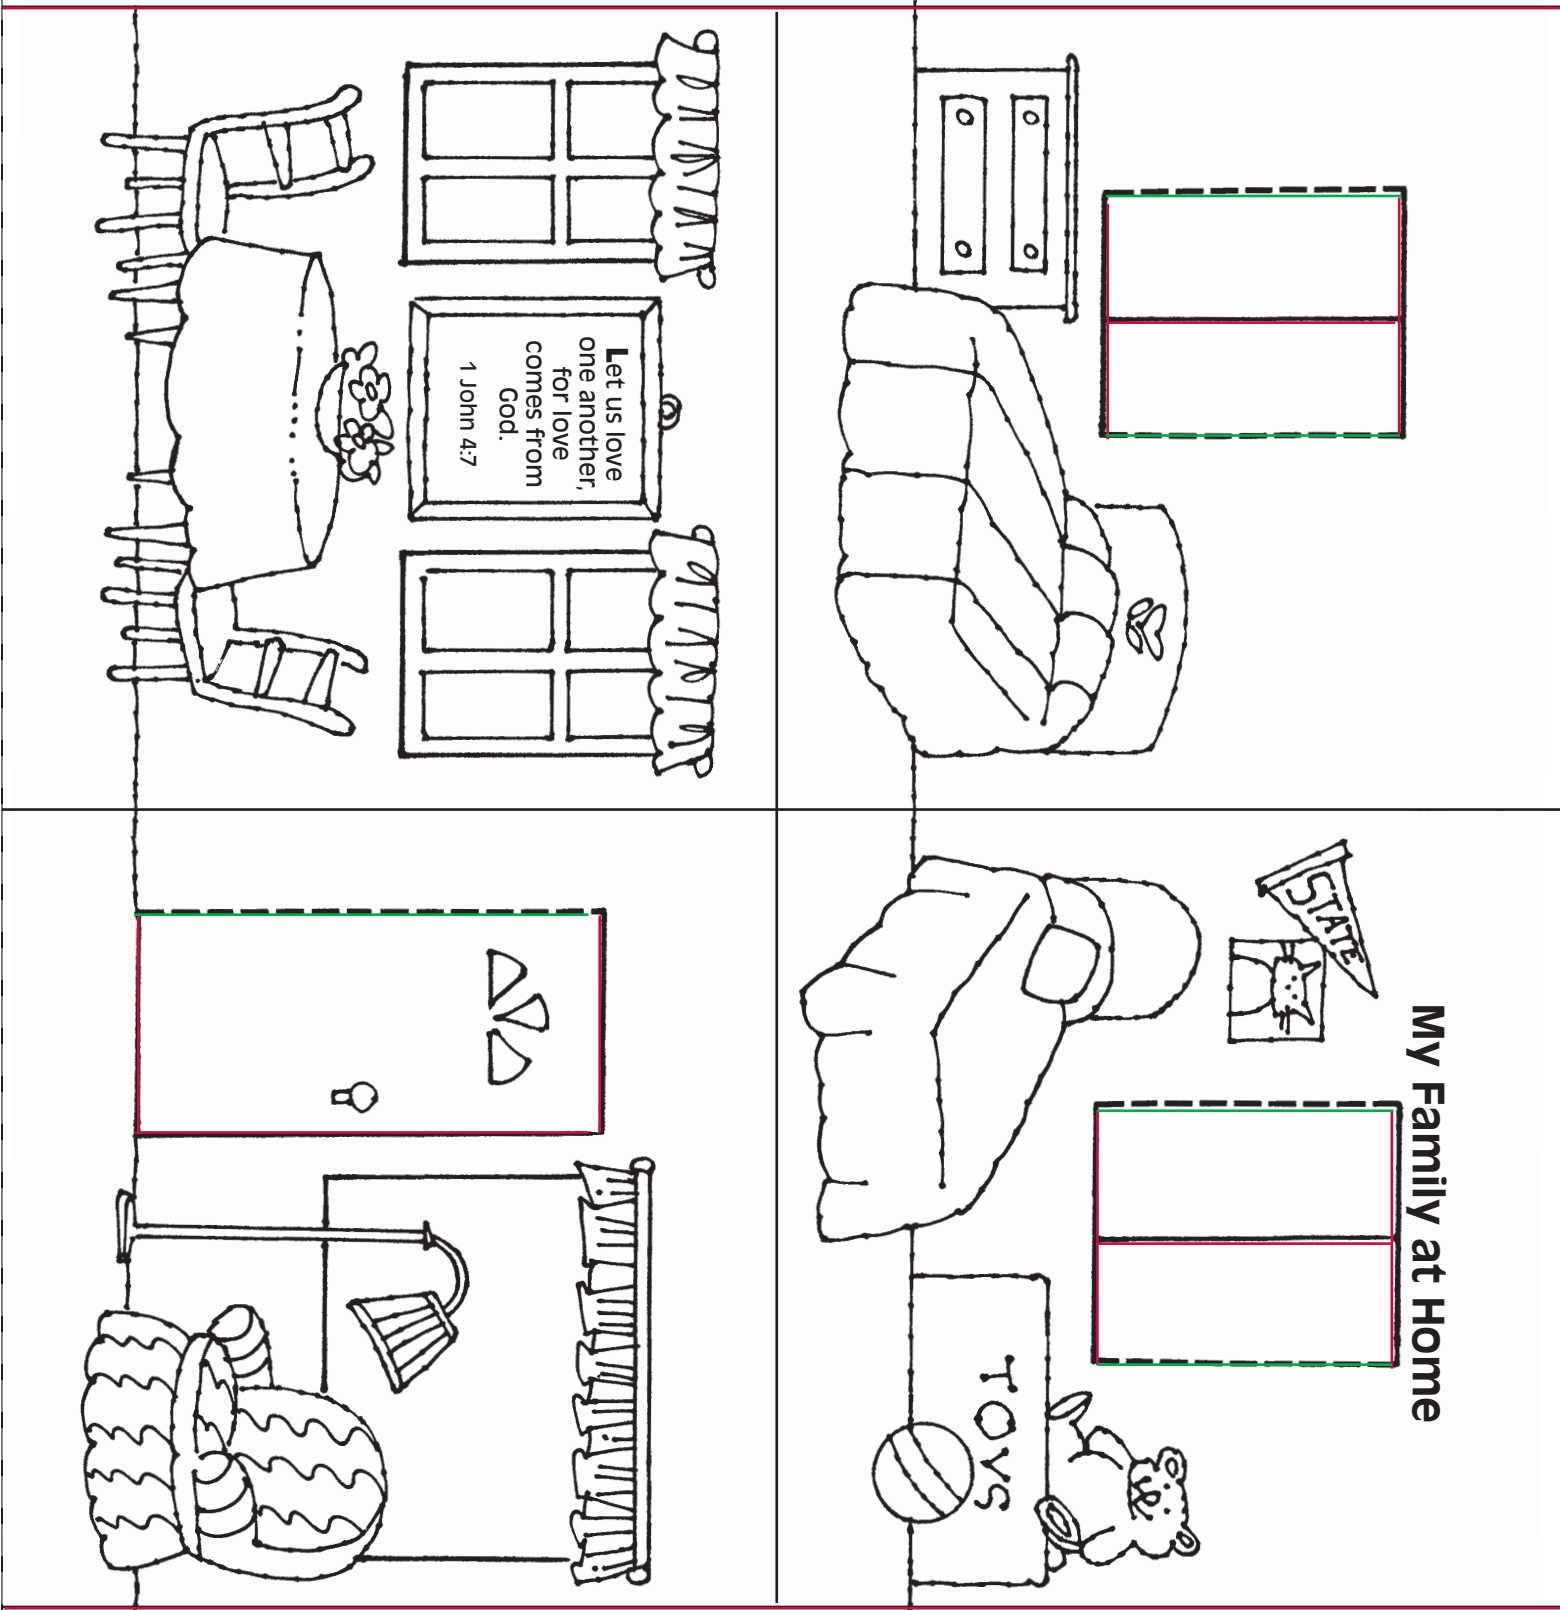 My Family at Home
STATE
TOYS
Let us love
one another,
for love
comes from
God.
1 John 4:7